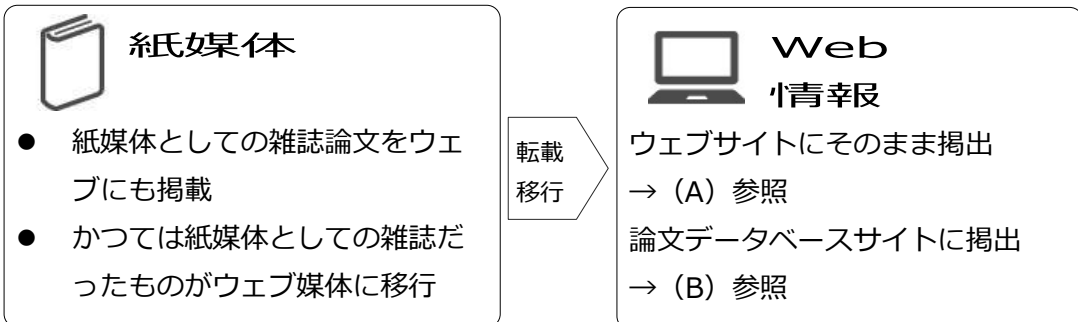 紙媒体
● 紙媒体としての雑誌論文をウェ
ブにも掲載
● かつては紙媒体としての雑誌だ
ったものがウェブ媒体に移行
転載
移行
Web
情報
ウェブサイトにそのまま掲出
→（A）参照
論文データベースサイトに掲出
→（B）参照